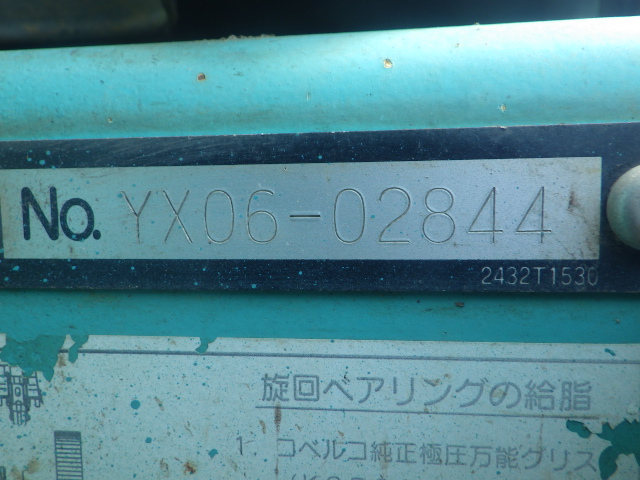 No. YX06-02844
2432T1530
旋回ベアリングの給脂
1 コベルコ純正極圧万能グリス